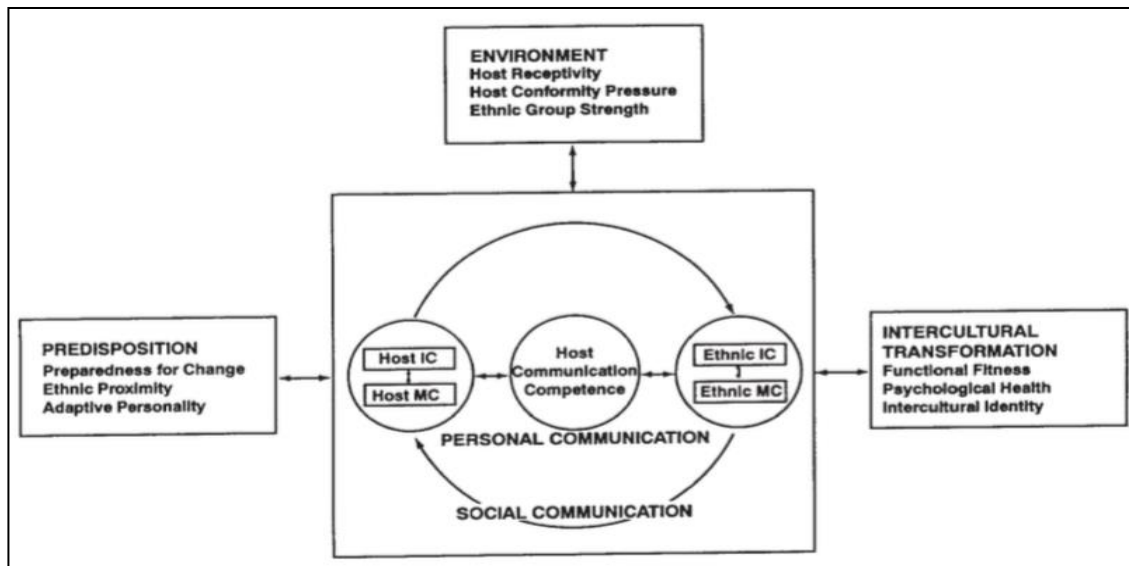 ENVIRONMENT
Host Receptivity
Host Conformity Pressure
Ethnic Group Strength
PREDISPOSITION
Preparedness for Change
Ethnic Proximity
Adaptive Personality
Host IC
Host MC
Host
Communication
Competence
Ethnic IC
Ethnic MC
PERSONAL COMMUNICATION
SOCIAL COMMUNICATION
INTERCULTURAL
TRANSFORMATION
Functional Fitness
Psychological Health
Intercultural Identity